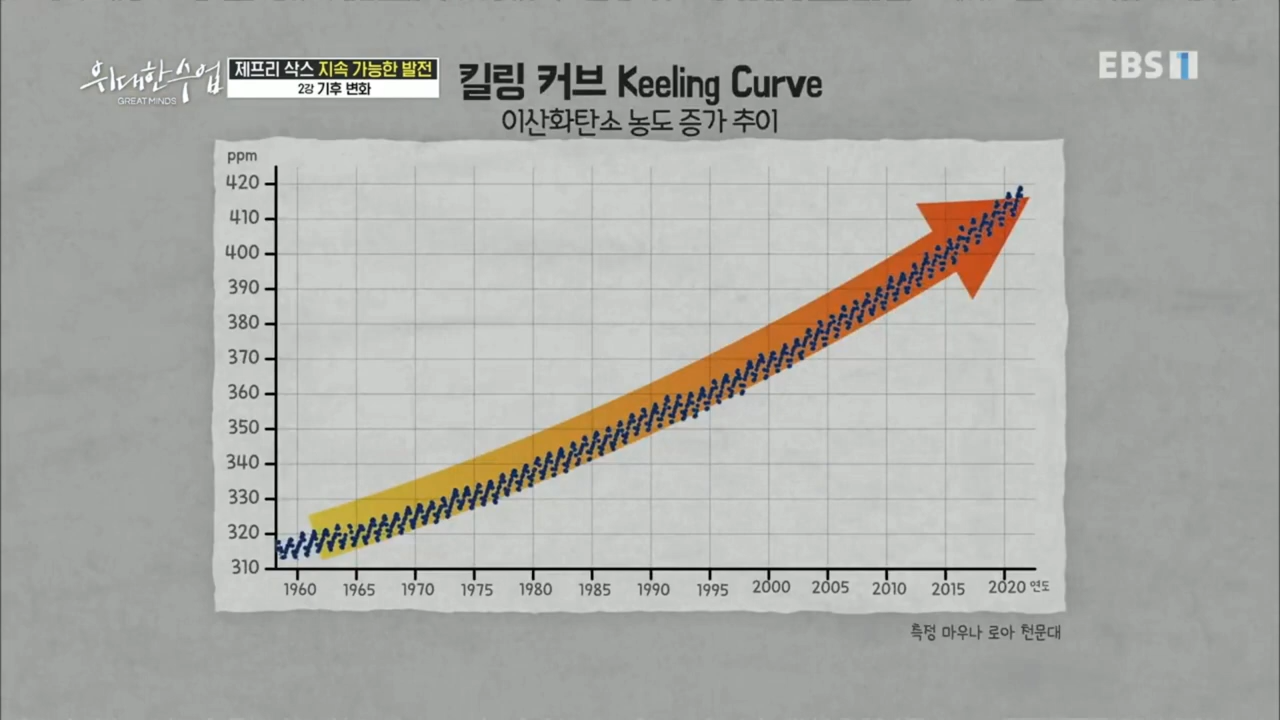 위대한수업
GREAT MINDS
제프리 삭스 지속 가능한 발전
2강 기후 변화
킬링 커브 Keeling Curve
이산화탄소 농도 증가 추이
EBS 1
ppm
420
410
400
390
380
370
360
350
340
330
320
310
1960 1965 1970 1975 1980 1985 1990 1995 2000 2005 2010 2015 2020 연도
측정 마우나 로아 천문대